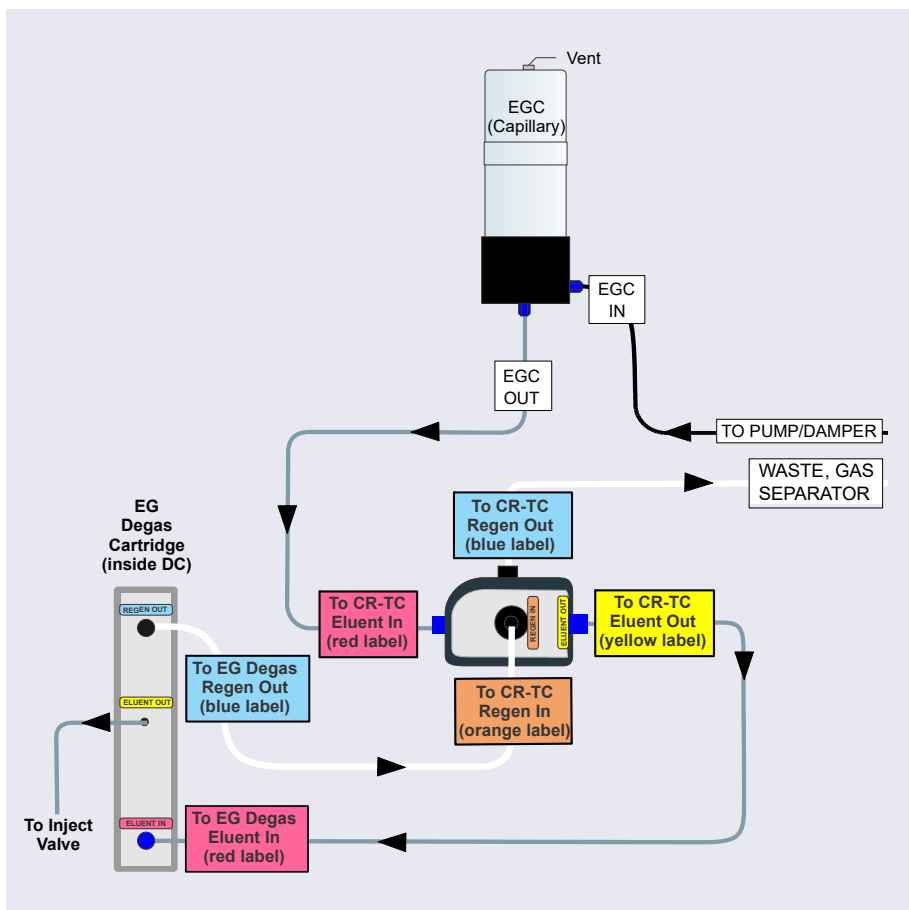 Vent
EGC
(Capillary)
EGC
IN
EGC
OUT
TO PUMP/DAMPER
WASTE, GAS
SEPARATOR
EG
Degas
Cartridge
(inside DC)
To CR-TC
Regen Out
(blue label)
REGEN OUT
To CR-TC
Eluent In
(red label)
REGEN IN
ELUENT OUT
To CR-TC
Eluent Out
(yellow label)
To EG Degas
Regen Out
(blue label)
To CR-TC
Regen In
(orange label)
ELUENT OUT
To Inject
Valve
ELUENT IN
To EG Degas
Eluent In
(red label)